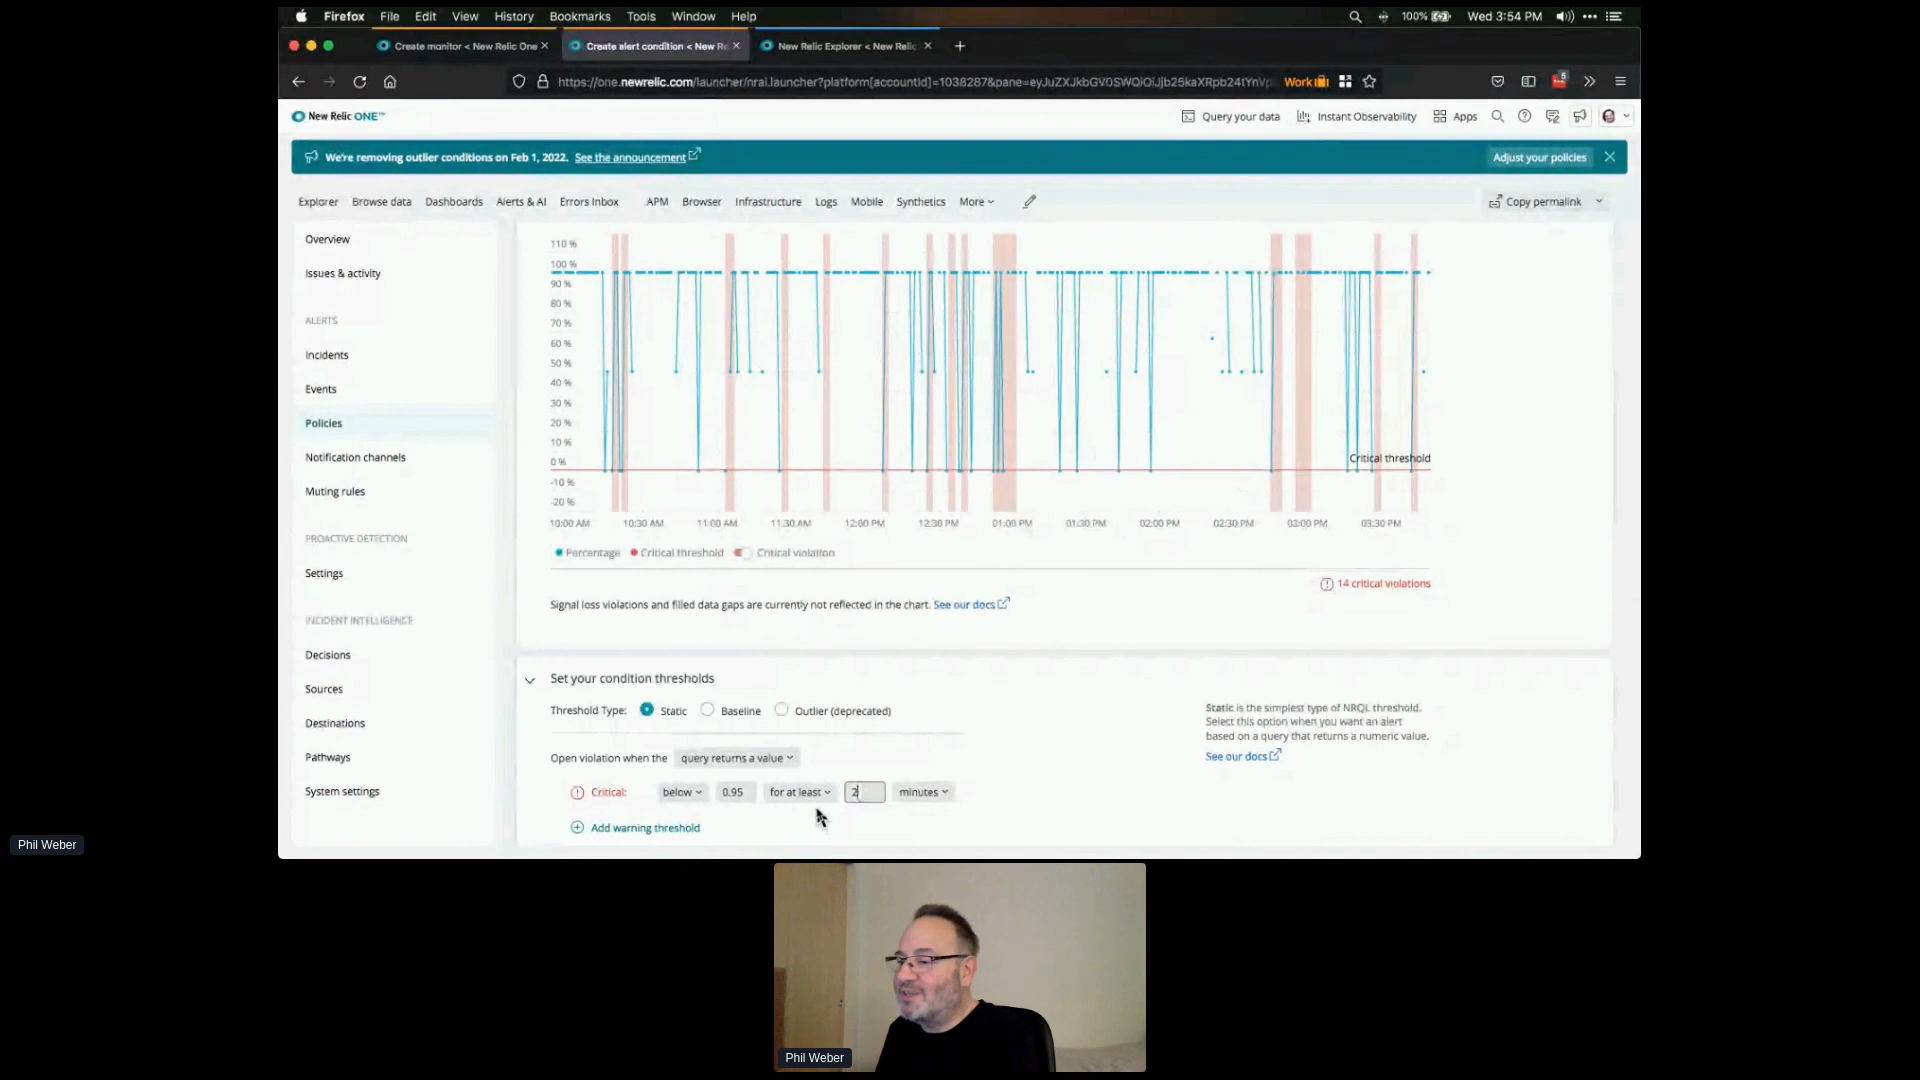 Firefox File Edit View History Bookmarks Tools Window Help
100% Wed 3:54 PM
Create monitor < New Relic One
Create alert condition < New Re
New Relic Explorer < New Relic
Work
New Relic ONE™
Query your data Instant Observability Apps
We're removing outlier conditions on Feb 1, 2022. See the announcement
Adjust your policies
Explorer Browse data Dashboards Alerts & AI Errors Inbox APM Browser Infrastructure Logs Mobile Synthetics More
Copy permalink
Overview
Issues & activity
ALERTS
Incidents
Events
Policies
Notification channels
Muting rules
PROACTIVE DETECTION
Settings
INCIDENT INTELLIGENCE
Decisions
Sources
Destinations
Pathways
System settings
110 %
100 %
90 %
80 %
70 %
60 %
50 %
40 %
30 %
20 %
10 %
0 %
-10 %
-20 %
Critical threshold
10:00 AM 10:30 AM 11:00 AM 11:30 AM 12:00 PM 12:30 PM 01:00 PM 01:30 PM 02:00 PM 02:30 PM 03:00 PM 03:30 PM
Percentage Critical threshold Critical violation
14 critical violations
Signal loss violations and filled data gaps are currently not reflected in the chart. See our docs
Set your condition thresholds
Threshold Type: Static Baseline Outlier (deprecated)
Open violation when the query returns a value
Critical: below 0.95 for at least 2 minutes
Add warning threshold
Static is the simplest type of NRQL threshold.
Select this option when you want an alert
based on a query that returns a numeric value.
See our docs
Phil Weber
Phil Weber